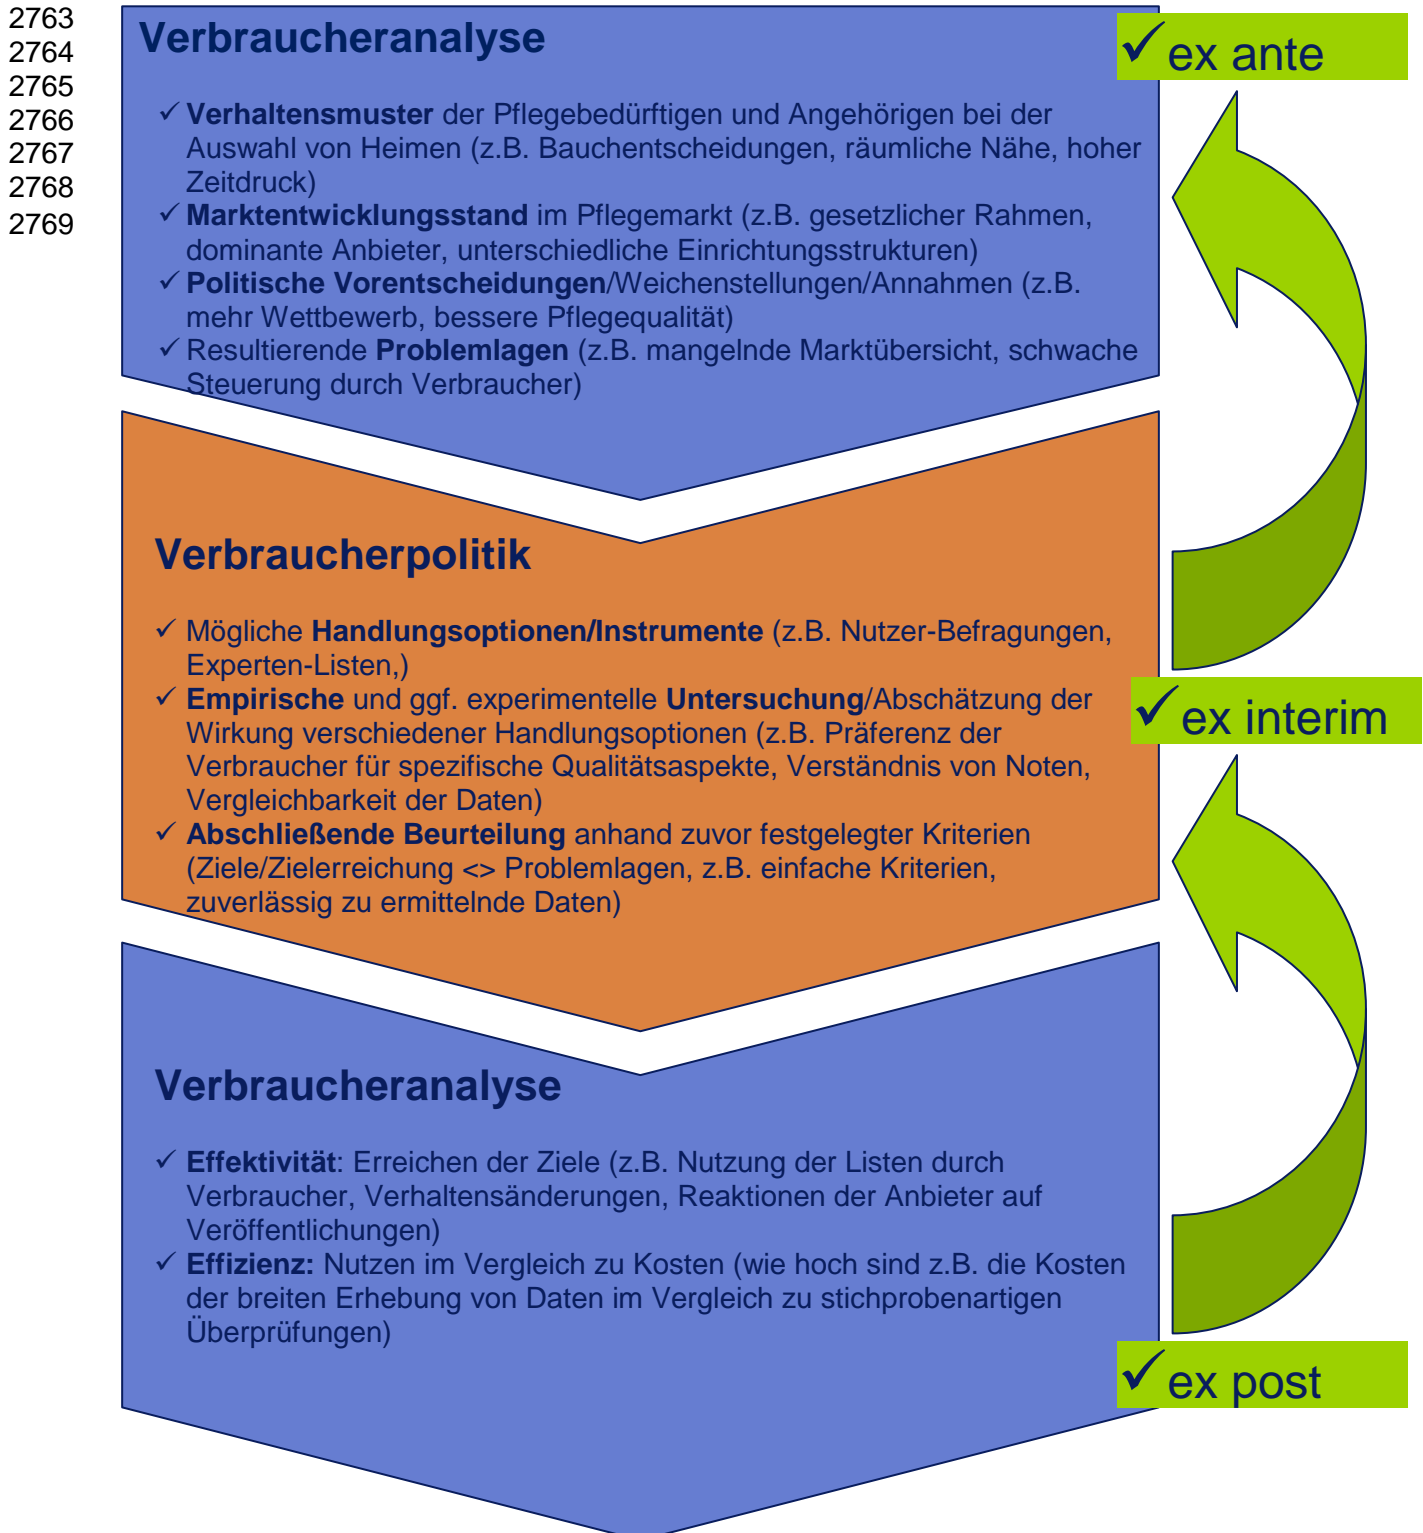 2763
2764
2765
2766
2767
2768
2769
Verbraucheranalyse
✓ ex ante
✓ Verhaltensmuster der Pflegebedürftigen und Angehörigen bei der
Auswahl von Heimen (z.B. Bauchentscheidungen, räumliche Nähe, hoher
Zeitdruck)
✓ Marktentwicklungsstand im Pflegemarkt (z.B. gesetzlicher Rahmen,
dominante Anbieter, unterschiedliche Einrichtungsstrukturen)
✓ Politische Vorentscheidungen/Weichenstellungen/Annahmen (z.B.
mehr Wettbewerb, bessere Pflegequalität)
✓ Resultierende Problemlagen (z.B. mangelnde Marktübersicht, schwache
Steuerung durch Verbraucher)
Verbraucherpolitik
✓ Mögliche Handlungsoptionen/Instrumente (z.B. Nutzer-Befragungen,
Experten-Listen,)
✓ Empirische und ggf. experimentelle Untersuchung/Abschätzung der
Wirkung verschiedener Handlungsoptionen (z.B. Präferenz der
Verbraucher für spezifische Qualitätsaspekte, Verständnis von Noten,
Vergleichbarkeit der Daten)
✓ Abschließende Beurteilung anhand zuvor festgelegter Kriterien
(Ziele/Zielerreichung <> Problemlagen, z.B. einfache Kriterien,
zuverlässig zu ermittelnde Daten)
✓ ex interim
Verbraucheranalyse
✓ Effektivität: Erreichen der Ziele (z.B. Nutzung der Listen durch
Verbraucher, Verhaltensänderungen, Reaktionen der Anbieter auf
Veröffentlichungen)
✓ Effizienz: Nutzen im Vergleich zu Kosten (wie hoch sind z.B. die Kosten
der breiten Erhebung von Daten im Vergleich zu stichprobenartigen
Überprüfungen)
✓ ex post